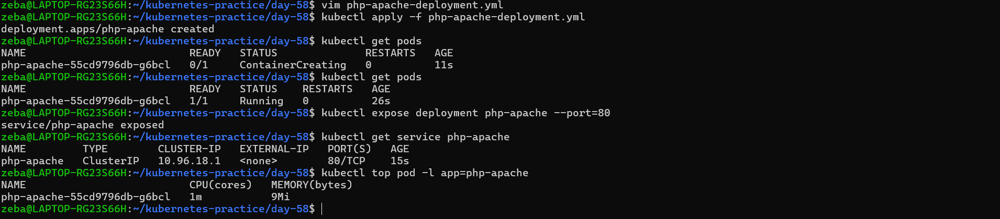 zeba@LAPTOP-RG23S66H:~/kubernetes-practice/day-58$ vim php-apache-deployment.yml
zeba@LAPTOP-RG23S66H:~/kubernetes-practice/day-58$ kubectl apply -f php-apache-deployment.yml
deployment.apps/php-apache created
zeba@LAPTOP-RG23S66H:~/kubernetes-practice/day-58$ kubectl get pods
NAME                          READY   STATUS              RESTARTS   AGE
php-apache-55cd9796db-g6bcl   0/1     ContainerCreating   0          11s
zeba@LAPTOP-RG23S66H:~/kubernetes-practice/day-58$ kubectl get pods
NAME                          READY   STATUS    RESTARTS   AGE
php-apache-55cd9796db-g6bcl   1/1     Running   0          26s
zeba@LAPTOP-RG23S66H:~/kubernetes-practice/day-58$ kubectl expose deployment php-apache --port=80
service/php-apache exposed
zeba@LAPTOP-RG23S66H:~/kubernetes-practice/day-58$ kubectl get service php-apache
NAME         TYPE        CLUSTER-IP   EXTERNAL-IP   PORT(S)   AGE
php-apache   ClusterIP   10.96.18.1   <none>        80/TCP    15s
zeba@LAPTOP-RG23S66H:~/kubernetes-practice/day-58$ kubectl top pod -l app=php-apache
NAME                          CPU(cores)   MEMORY(bytes)
php-apache-55cd9796db-g6bcl   1m           9Mi
zeba@LAPTOP-RG23S66H:~/kubernetes-practice/day-58$